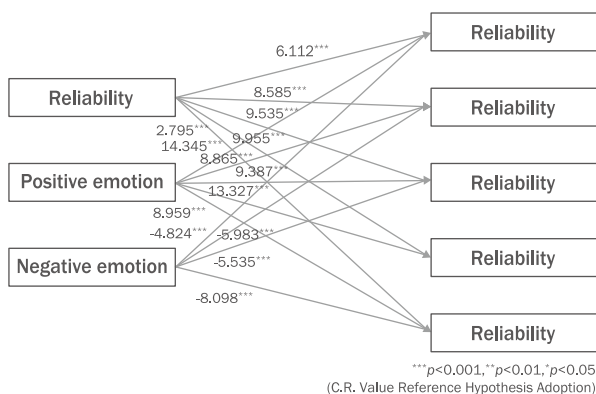 Reliability
6.112***
8.585***
Reliability
9.535***
Reliability
2.795***
9.955***
14.345***
8.865***
Positive emotion
9.387***
Reliability
13.327***
8.959***
-4.824***
-5.983***
Negative emotion
-5.535***
Reliability
-8.098***
Reliability
***p<0.001,**p<0.01,*p<0.05
(C.R. Value Reference Hypothesis Adoption)